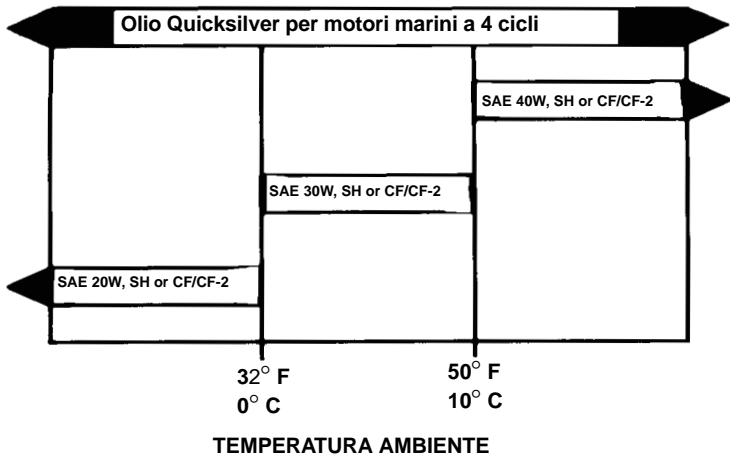 Olio Quicksilver per motori marini a 4 cicli
SAE 40W, SH or CF/CF-2
SAE 30W, SH or CF/CF-2
SAE 20W, SH or CF/CF-2
32° F
0° C
50° F
10° C
TEMPERATURA AMBIENTE